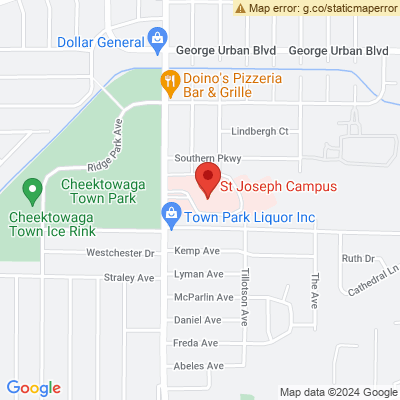 Map error: g.co/staticmaperror
Dollar General
George Urban Blvd
George Urban Blvd
Doino's Pizzeria
Bar & Grille
Lindbergh Ct
Ridge Park Ave
Southern Pkwy
Cheektowaga
Town Park
St Joseph Campus
Cheektowaga
Town Ice Rink
Town Park Liquor Inc
Westchester Dr
Kemp Ave
Ruth Dr
Straley Ave
Lyman Ave
Tillotson Ave
The Ave
Cathedral Ln
McParlin Ave
Daniel Ave
Freda Ave
Abeles Ave
Google
Map data ©2024 Google